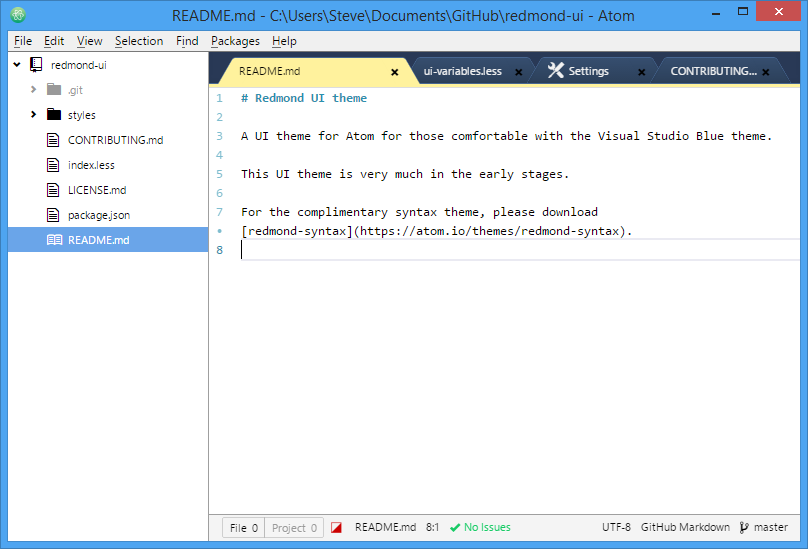 README.md - C:\Users\Steve\Documents\GitHub\redmond-ui - Atom
File Edit View Selection Find Packages Help
redmond-ui
.git
styles
CONTRIBUTING.md
index.less
LICENSE.md
package.json
README.md
README.md ui-variables.less Settings CONTRIBUTING...
1 # Redmond UI theme
2
3 A UI theme for Atom for those comfortable with the Visual Studio Blue theme.
4
5 This UI theme is very much in the early stages.
6
7 For the complimentary syntax theme, please download
• [redmond-syntax](https://atom.io/themes/redmond-syntax).
8
File 0 Project 0 README.md 8:1 No Issues UTF-8 GitHub Markdown master